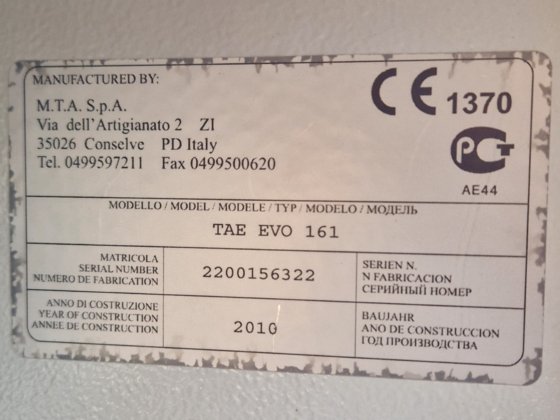 MANUFACTURED BY:
M.T.A. S.p.A.
Via dell'Artigianato 2 ZI
35026 Conselve PD Italy
Tel. 0499597211 Fax 0499500620
CE 1370
PCT
AE44
MODELLO / MODEL / MODELE / TYP / MODELO / МОДЕЛЬ
TAE EVO 161
MATRICOLA
SERIAL NUMBER
NUMERO DE FABRICATION
2200156322
SERIEN N.
N FABRICACION
СЕРИЙНЫЙ НОМЕР
ANNO DI COSTRUZIONE
YEAR OF CONSTRUCTION
ANNEE DE CONSTRUCTION
2010
BAUJAHR
ANO DE CONSTRUCCION
ГОД ПРОИЗВОДСТВА